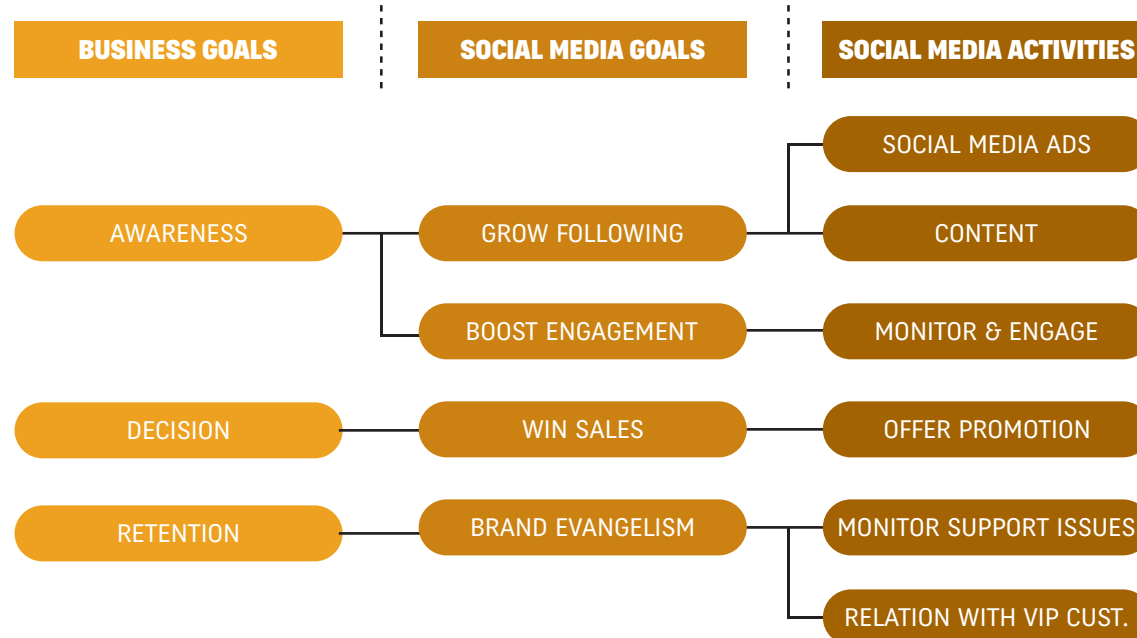 BUSINESS GOALS
SOCIAL MEDIA GOALS
SOCIAL MEDIA ACTIVITIES
SOCIAL MEDIA ADS
AWARENESS
GROW FOLLOWING
CONTENT
BOOST ENGAGEMENT
MONITOR & ENGAGE
DECISION
WIN SALES
OFFER PROMOTION
RETENTION
BRAND EVANGELISM
MONITOR SUPPORT ISSUES
RELATION WITH VIP CUST.